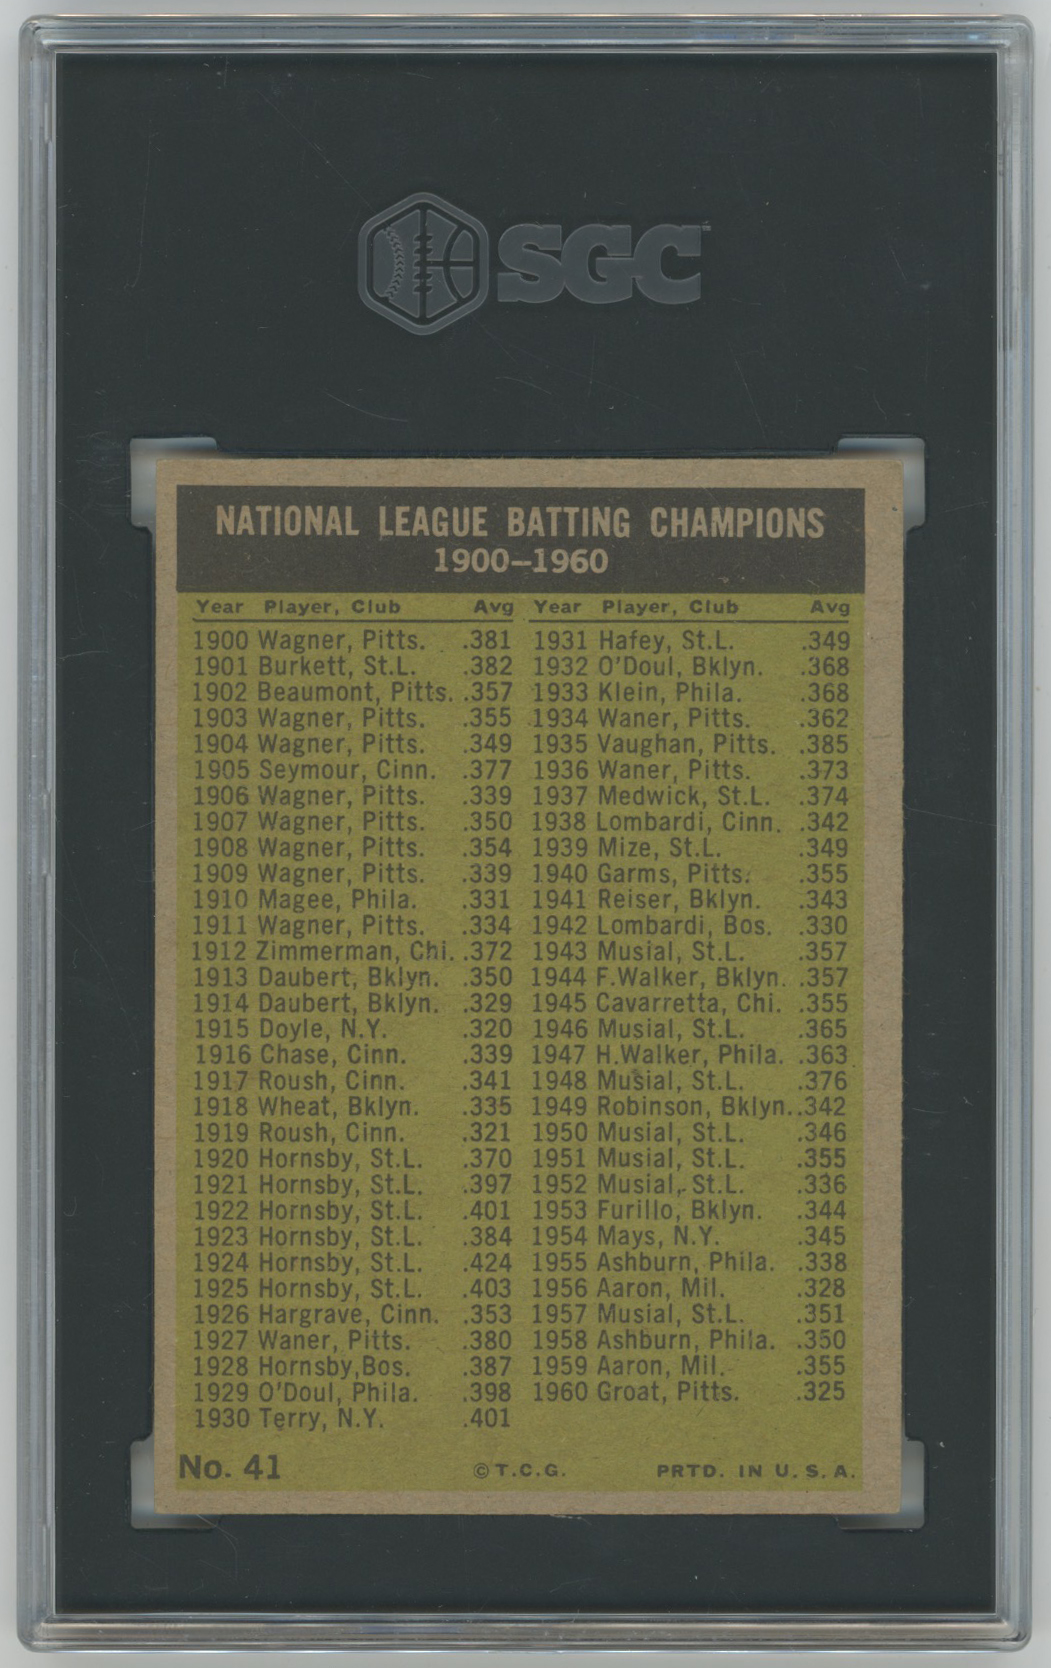 SGC
NATIONAL LEAGUE BATTING CHAMPIONS
1900–1960
Year Player, Club Avg Year Player, Club Avg
1900 Wagner, Pitts. .381 1931 Hafey, St.L. .349
1901 Burkett, St.L. .382 1932 O'Doul, Bklyn. .368
1902 Beaumont, Pitts. .357 1933 Klein, Phila. .368
1903 Wagner, Pitts. .355 1934 Waner, Pitts. .362
1904 Wagner, Pitts. .349 1935 Vaughan, Pitts. .385
1905 Seymour, Cinn. .377 1936 Waner, Pitts. .373
1906 Wagner, Pitts. .339 1937 Medwick, St.L. .374
1907 Wagner, Pitts. .350 1938 Lombardi, Cinn. .342
1908 Wagner, Pitts. .354 1939 Mize, St.L. .349
1909 Wagner, Pitts. .339 1940 Garms, Pitts. .355
1910 Magee, Phila. .331 1941 Reiser, Bklyn. .343
1911 Wagner, Pitts. .334 1942 Lombardi, Bos. .330
1912 Zimmerman, Chi. .372 1943 Musial, St.L. .357
1913 Daubert, Bklyn. .350 1944 F.Walker, Bklyn. .357
1914 Daubert, Bklyn. .329 1945 Cavarretta, Chi. .355
1915 Doyle, N.Y. .320 1946 Musial, St.L. .365
1916 Chase, Cinn. .339 1947 H.Walker, Phila. .363
1917 Roush, Cinn. .341 1948 Musial, St.L. .376
1918 Wheat, Bklyn. .335 1949 Robinson, Bklyn. .342
1919 Roush, Cinn. .321 1950 Musial, St.L. .346
1920 Hornsby, St.L. .370 1951 Musial, St.L. .355
1921 Hornsby, St.L. .397 1952 Musial, St.L. .336
1922 Hornsby, St.L. .401 1953 Furillo, Bklyn. .344
1923 Hornsby, St.L. .384 1954 Mays, N.Y. .345
1924 Hornsby, St.L. .424 1955 Ashburn, Phila. .338
1925 Hornsby, St.L. .403 1956 Aaron, Mil. .328
1926 Hargrave, Cinn. .353 1957 Musial, St.L. .351
1927 Waner, Pitts. .380 1958 Ashburn, Phila. .350
1928 Hornsby,Bos. .387 1959 Aaron, Mil. .355
1929 O'Doul, Phila. .398 1960 Groat, Pitts. .325
1930 Terry, N.Y. .401
No. 41 © T.C.G. PRTD. IN U. S. A.